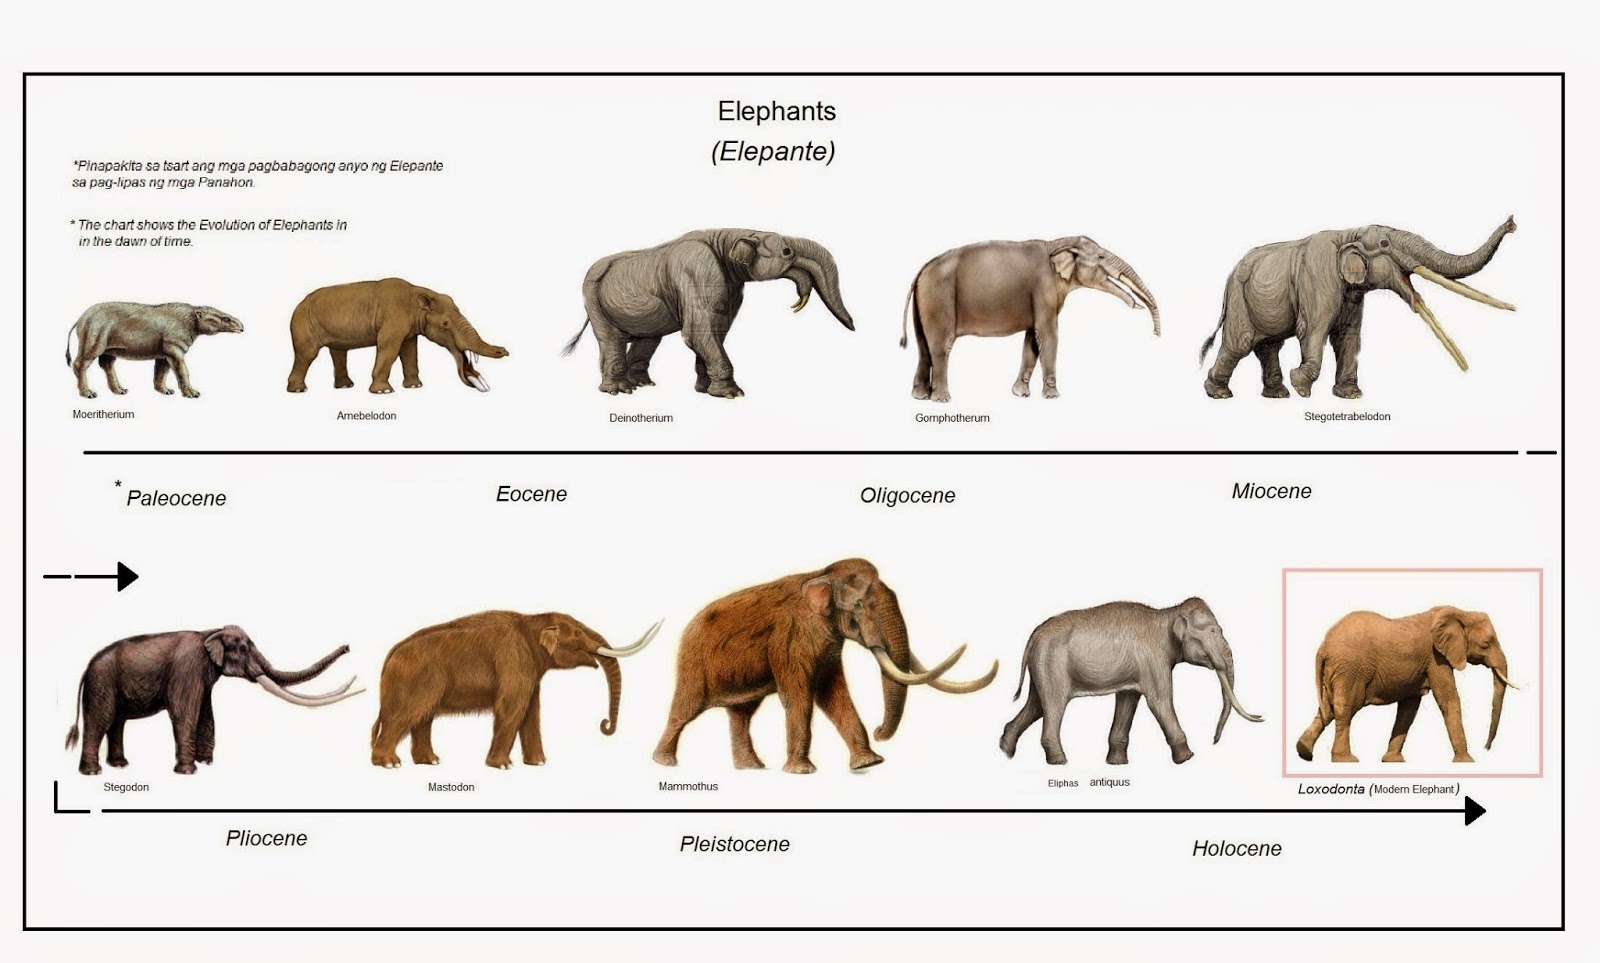 Elephants
(Elepante)
*Pinapakita sa tsart ang mga pagbabagong anyo ng Elepante
sa pag-lipas ng mga Panahon.
* The chart shows the Evolution of Elephants in
in the dawn of time.
Moeritherium
Amebelodon
Deinotherium
Gomphotherum
Stegotetrabelodon
* Paleocene
Eocene
Oligocene
Miocene
Stegodon
Mastodon
Mammothus
Eliphas antiquus
Loxodonta (Modern Elephant)
Pliocene
Pleistocene
Holocene